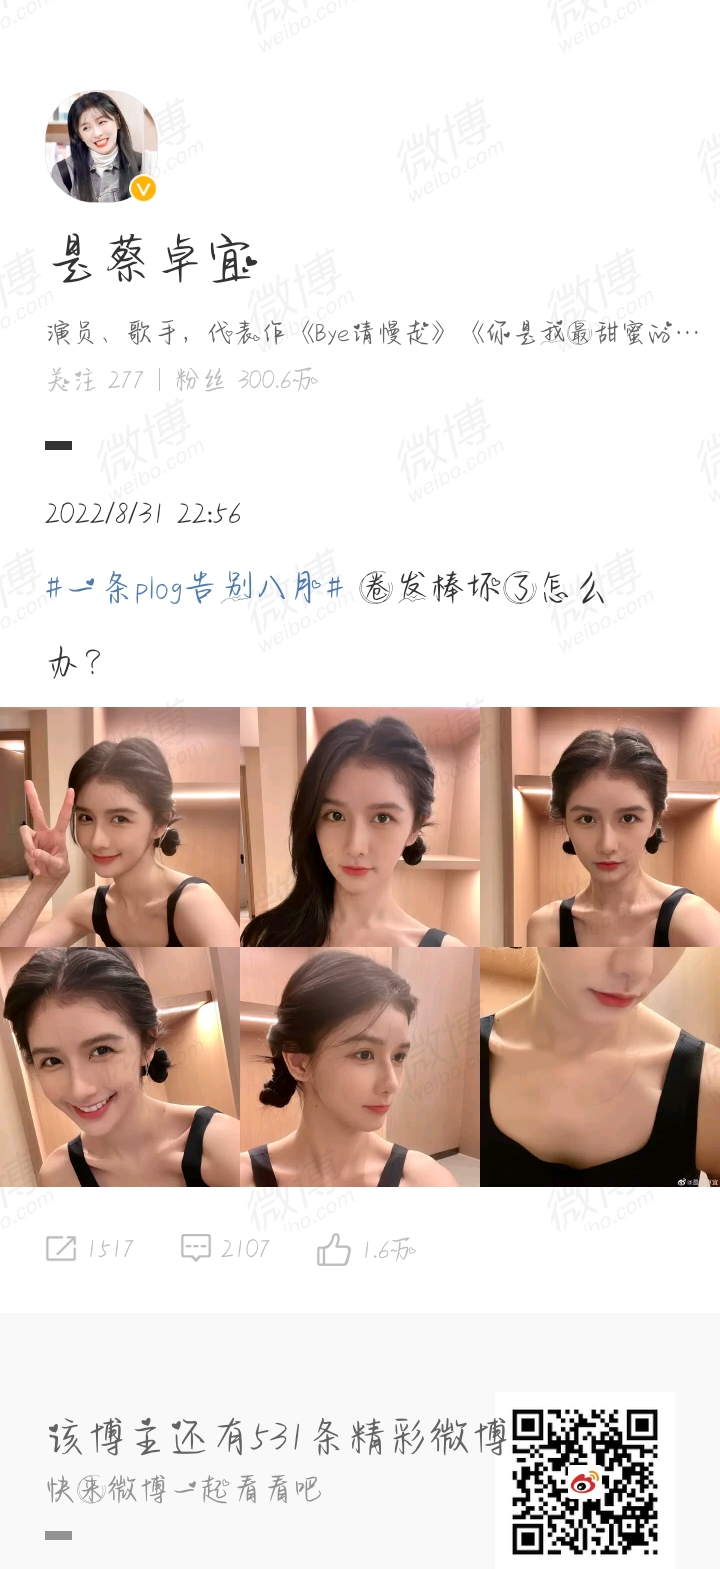 是蔡卓宜
演员、歌手，代表作《Bye请慢走》《你是我最甜蜜的…
关注 277 | 粉丝 300.6万
2022/8/31 22:56
#一条plog告别八月# 卷发棒坏了怎么
办？
1517 2107 1.6万
该博主还有531条精彩微博
快来微博一起看看吧
微博
weibo.com